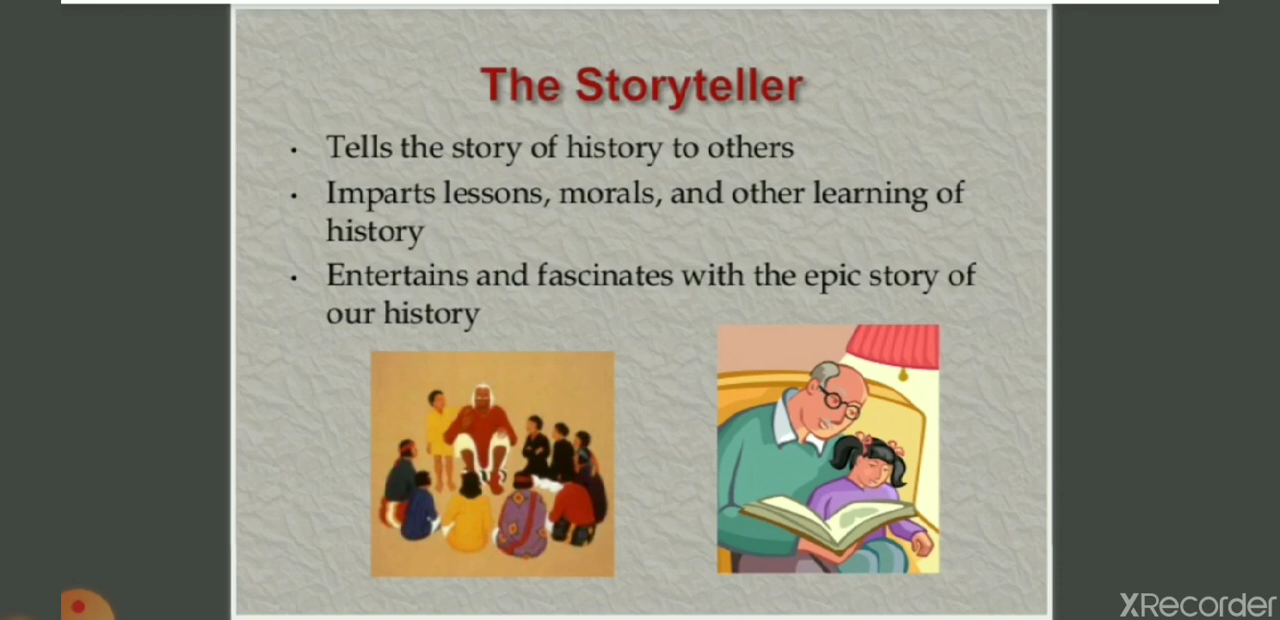 The Storyteller
· Tells the story of history to others
· Imparts lessons, morals, and other learning of
history
· Entertains and fascinates with the epic story of
our history
XRecorder